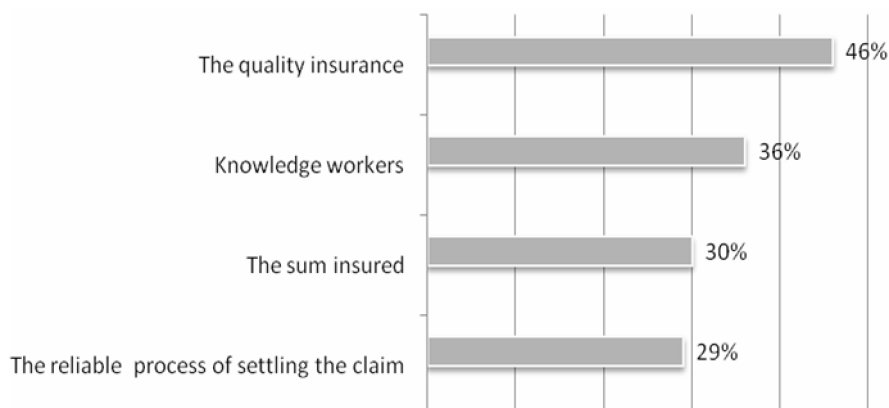 The quality insurance 46%
Knowledge workers 36%
The sum insured 30%
The reliable process of settling the claim 29%